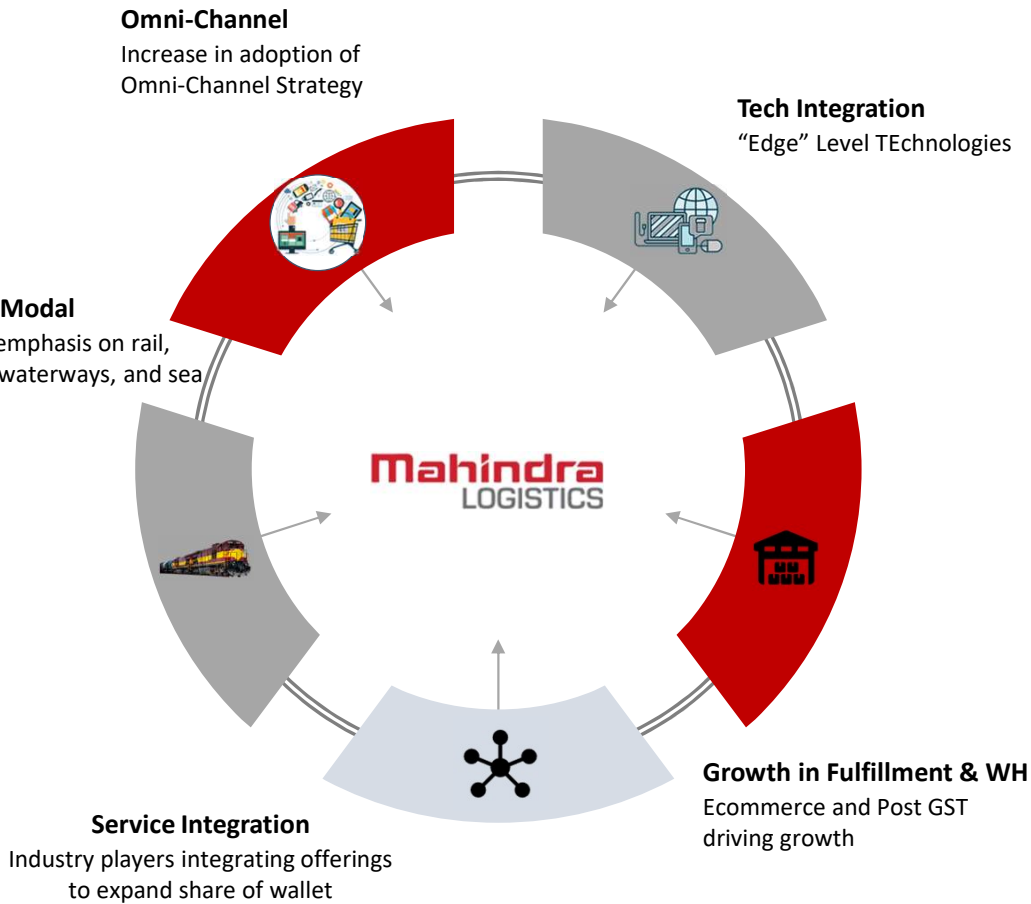 Omni-Channel
Increase in adoption of
Omni-Channel Strategy
Tech Integration
“Edge” Level TEchnologies
Modal
emphasis on rail,
waterways, and sea
Mahindra
LOGISTICS
Growth in Fulfillment & WH
Ecommerce and Post GST
driving growth
Service Integration
Industry players integrating offerings
to expand share of wallet